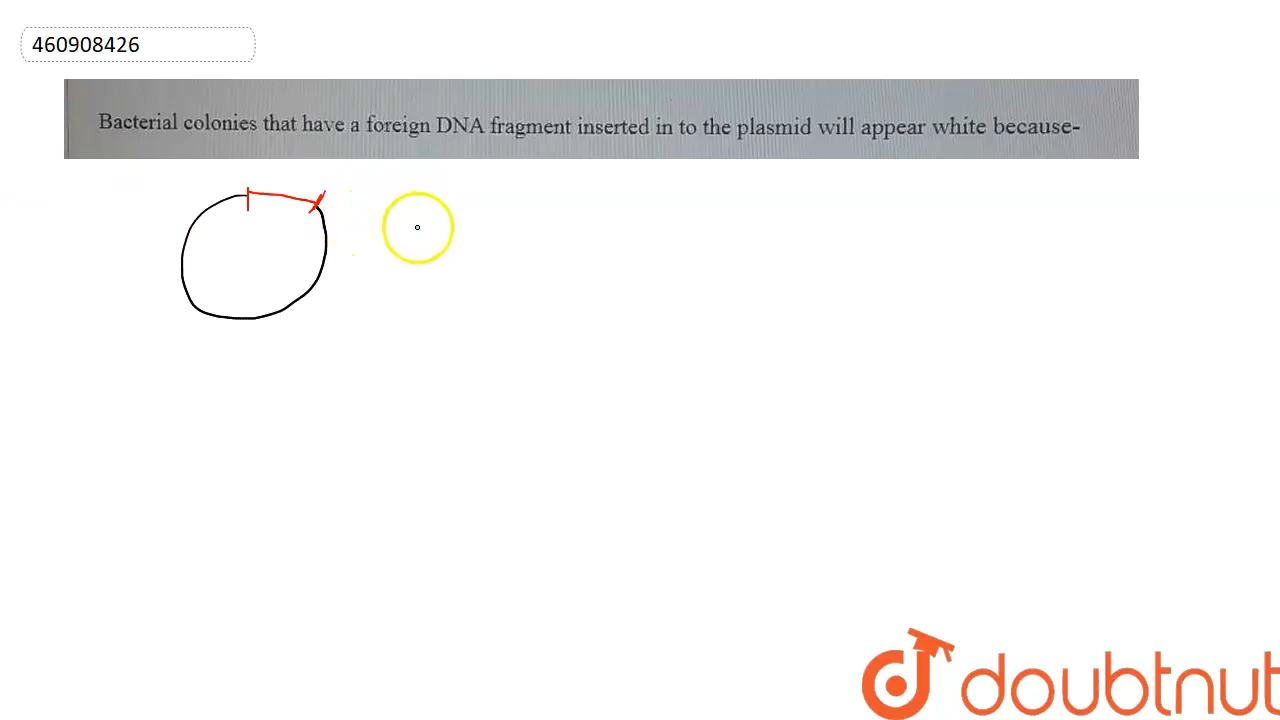 460908426
Bacterial colonies that have a foreign DNA fragment inserted in to the plasmid will appear white because-
doubtnut